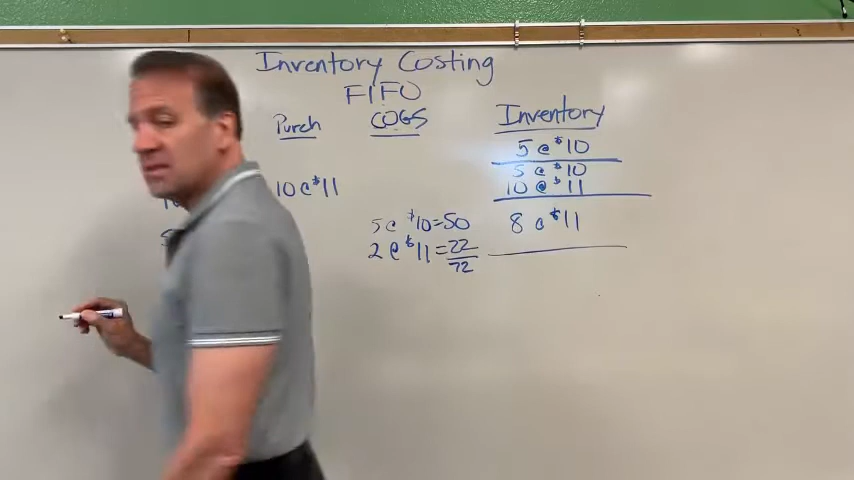 Inventory Costing
FIFO
Purch COGS Inventory
5 @ $10
5 @ $10
10 @ $11 10 @ $11
5 @ $10 = 50 8 @ $11
2 @ $11 = 22
72